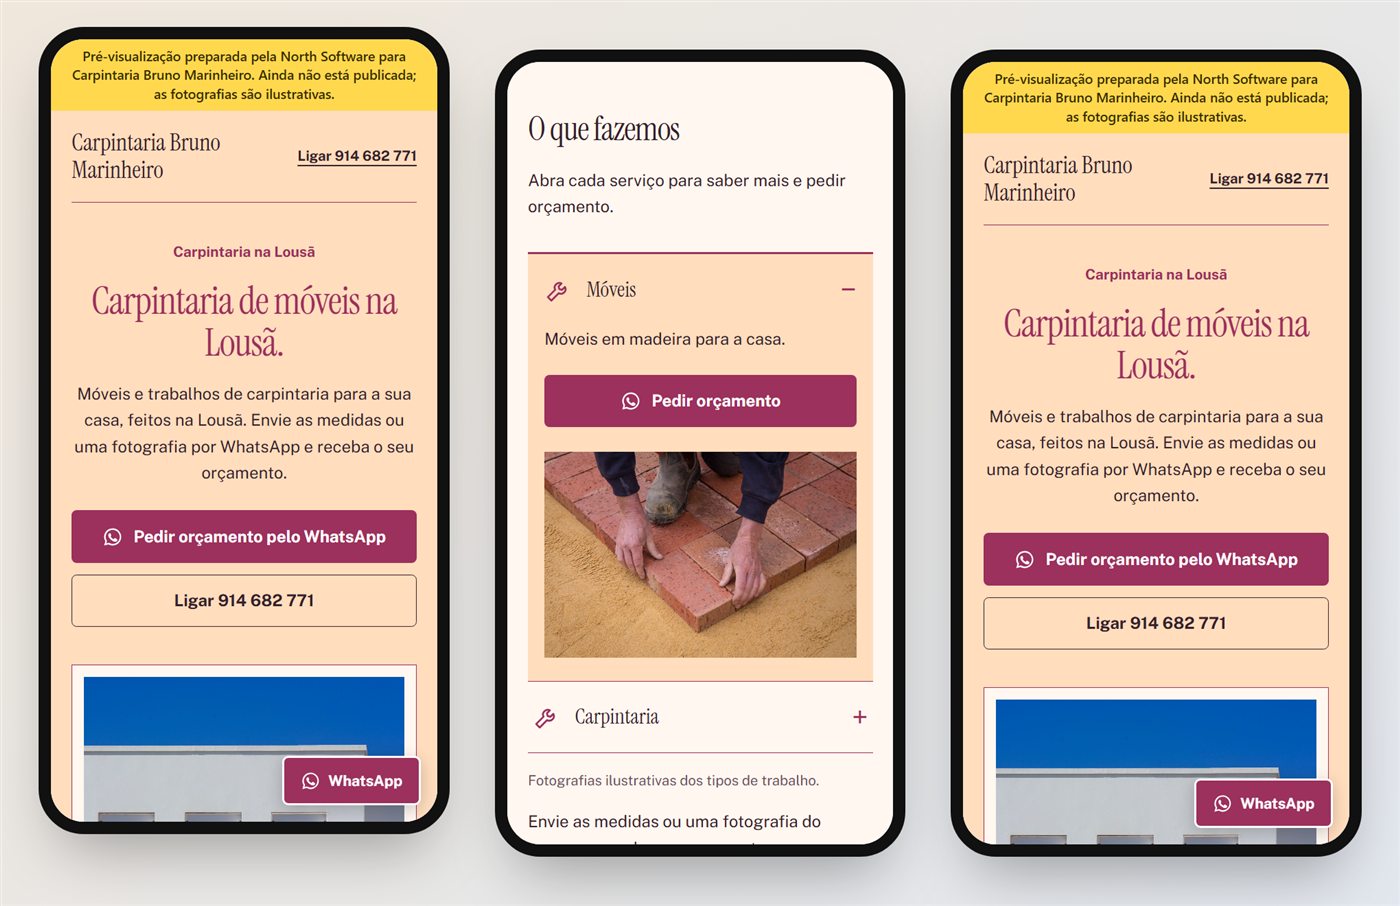 Pré-visualização preparada pela North Software para
Carpintaria Bruno Marinheiro. Ainda não está publicada;
as fotografias são ilustrativas.
Carpintaria Bruno
Marinheiro
Ligar 914 682 771
Carpintaria na Lousã
Carpintaria de móveis na
Lousã.
Móveis e trabalhos de carpintaria para a sua
casa, feitos na Lousã. Envie as medidas ou
uma fotografia por WhatsApp e receba o seu
orçamento.
Pedir orçamento pelo WhatsApp
Ligar 914 682 771
WhatsApp
O que fazemos
Abra cada serviço para saber mais e pedir
orçamento.
Móveis
Móveis em madeira para a casa.
Pedir orçamento
Carpintaria
Fotografias ilustrativas dos tipos de trabalho.
Envie as medidas ou uma fotografia do
Pré-visualização preparada pela North Software para
Carpintaria Bruno Marinheiro. Ainda não está publicada;
as fotografias são ilustrativas.
Carpintaria Bruno
Marinheiro
Ligar 914 682 771
Carpintaria na Lousã
Carpintaria de móveis na
Lousã.
Móveis e trabalhos de carpintaria para a sua
casa, feitos na Lousã. Envie as medidas ou
uma fotografia por WhatsApp e receba o seu
orçamento.
Pedir orçamento pelo WhatsApp
Ligar 914 682 771
WhatsApp